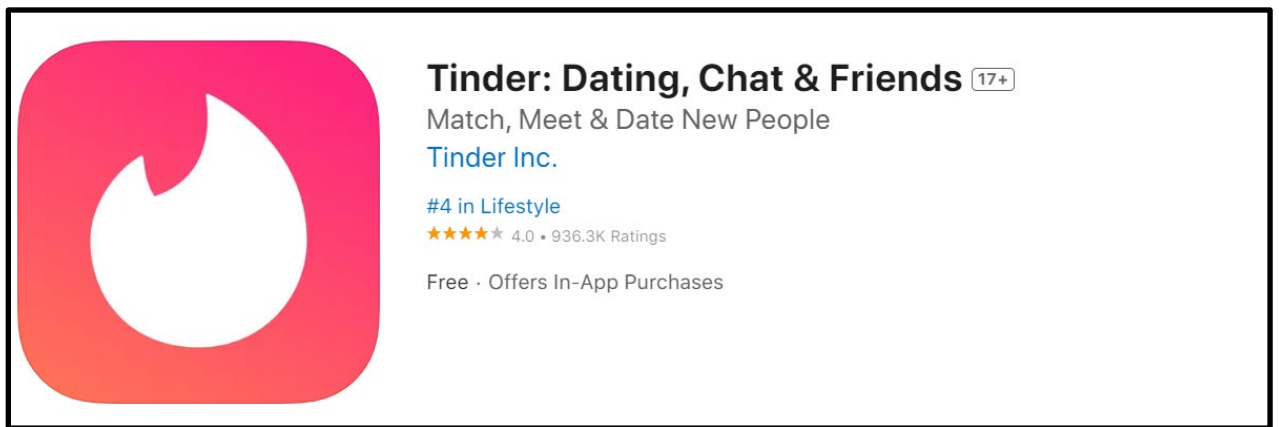 Tinder: Dating, Chat & Friends 17+
Match, Meet & Date New People
Tinder Inc.
#4 in Lifestyle
★★★★★ 4.0 • 936.3K Ratings
Free · Offers In-App Purchases